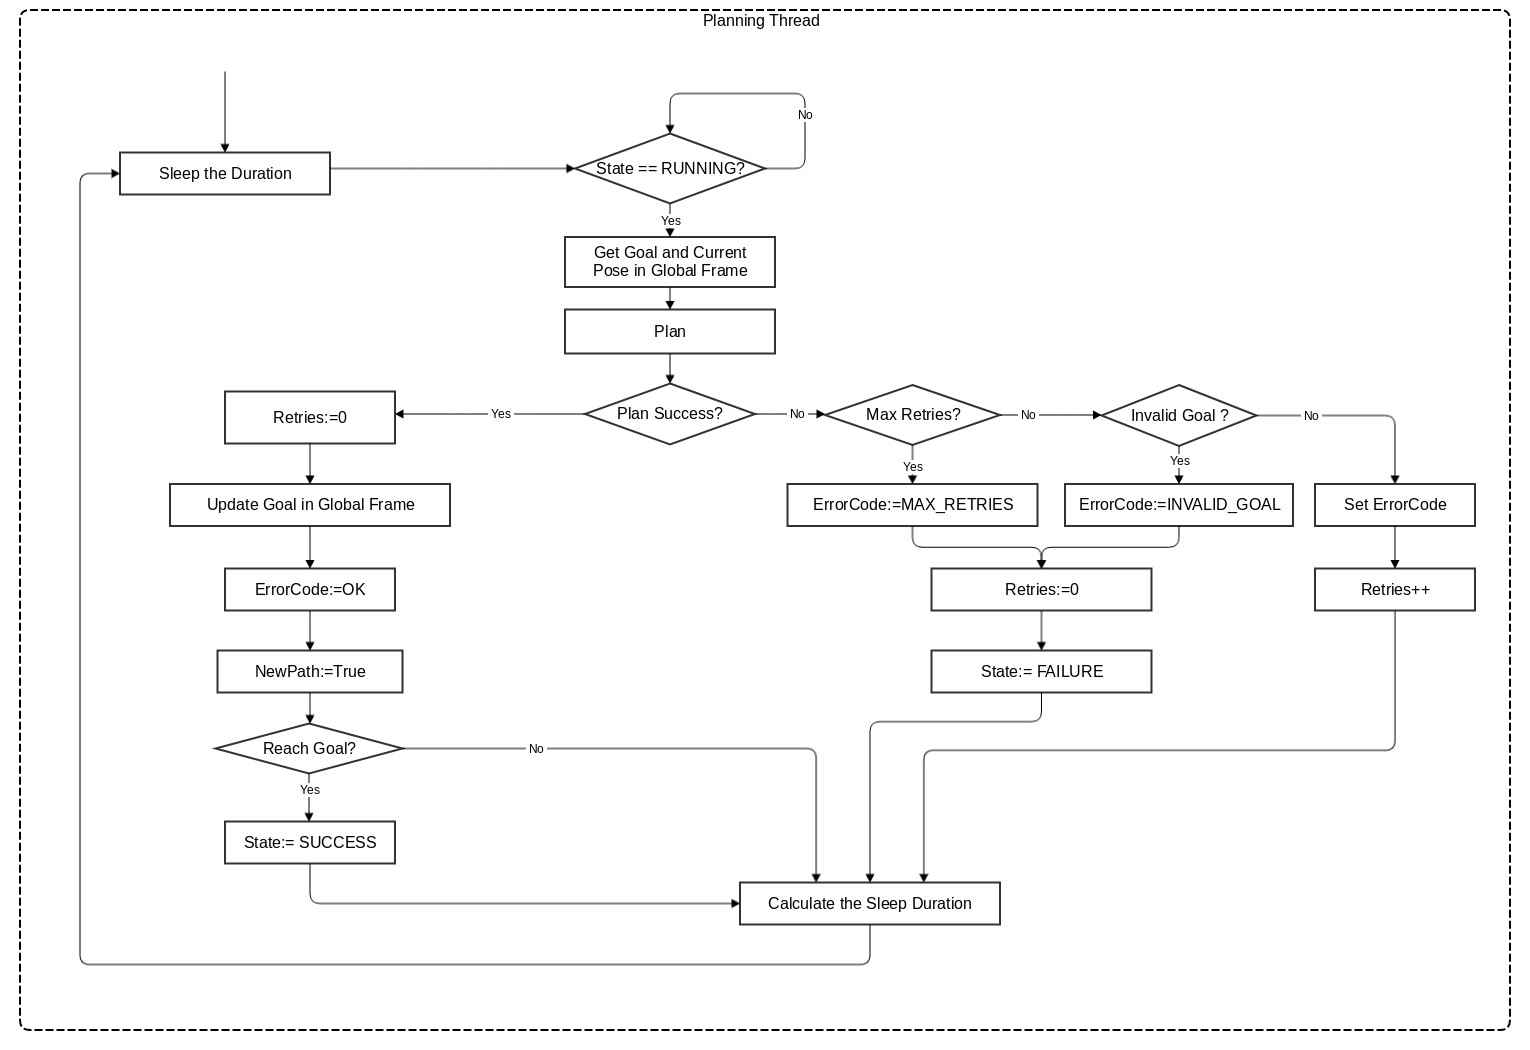 Planning Thread
No
Sleep the Duration
State == RUNNING?
Yes
Get Goal and Current
Pose in Global Frame
Plan
Retries:=0
Yes
Plan Success?
No
Max Retries?
No
Invalid Goal ?
No
Yes
Yes
Update Goal in Global Frame
ErrorCode:=MAX_RETRIES
ErrorCode:=INVALID_GOAL
Set ErrorCode
ErrorCode:=OK
Retries:=0
Retries++
NewPath:=True
State:= FAILURE
Reach Goal?
No
Yes
State:= SUCCESS
Calculate the Sleep Duration